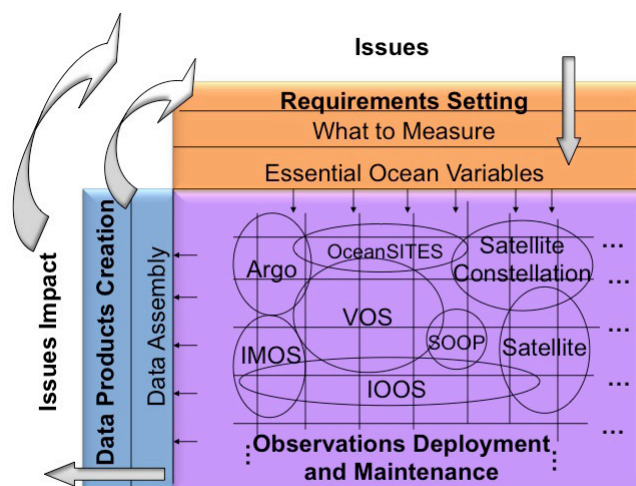 Issues
Requirements Setting
What to Measure
Essential Ocean Variables
Issues Impact
Data Products Creation
Data Assembly
Argo
OceanSITES
Satellite
Constellation
...
...
VOS
IMOS
SOOP
Satellite
...
IOOS
...
Observations Deployment
and Maintenance
...
...
...